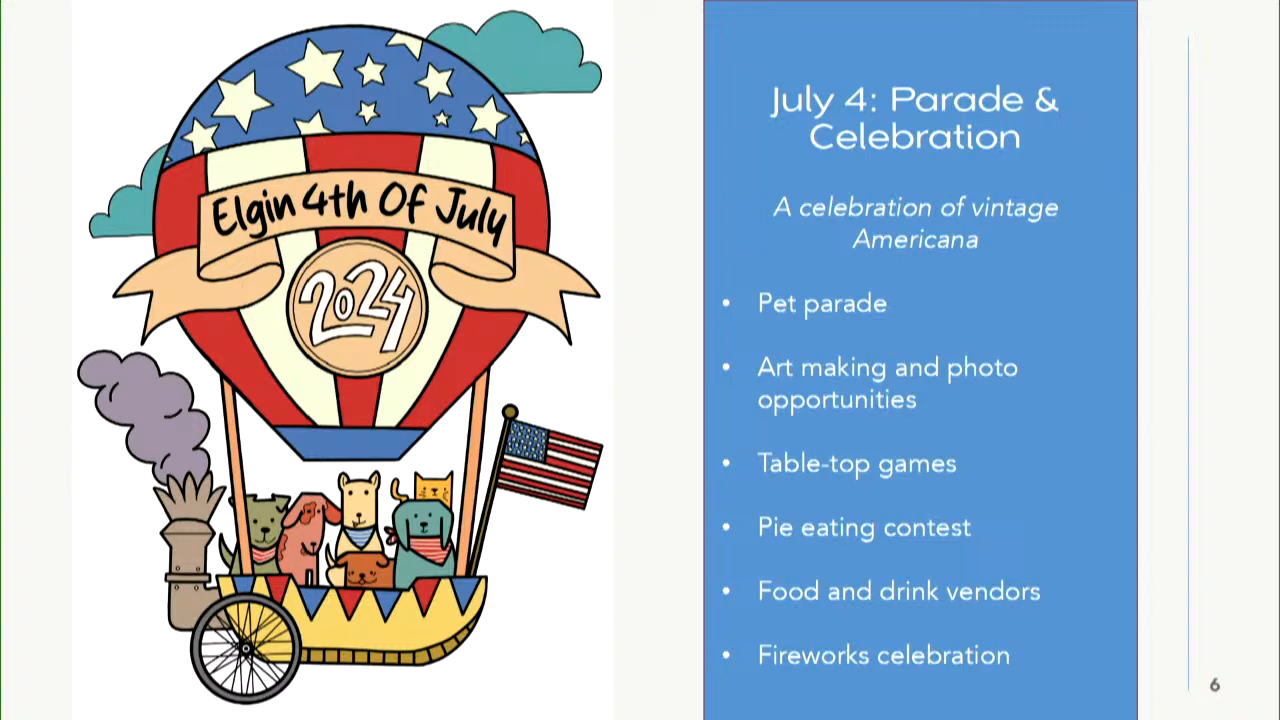 Elgin 4th Of July
2024
July 4: Parade &
Celebration
A celebration of vintage
Americana
• Pet parade
• Art making and photo
opportunities
• Table-top games
• Pie eating contest
• Food and drink vendors
• Fireworks celebration
6